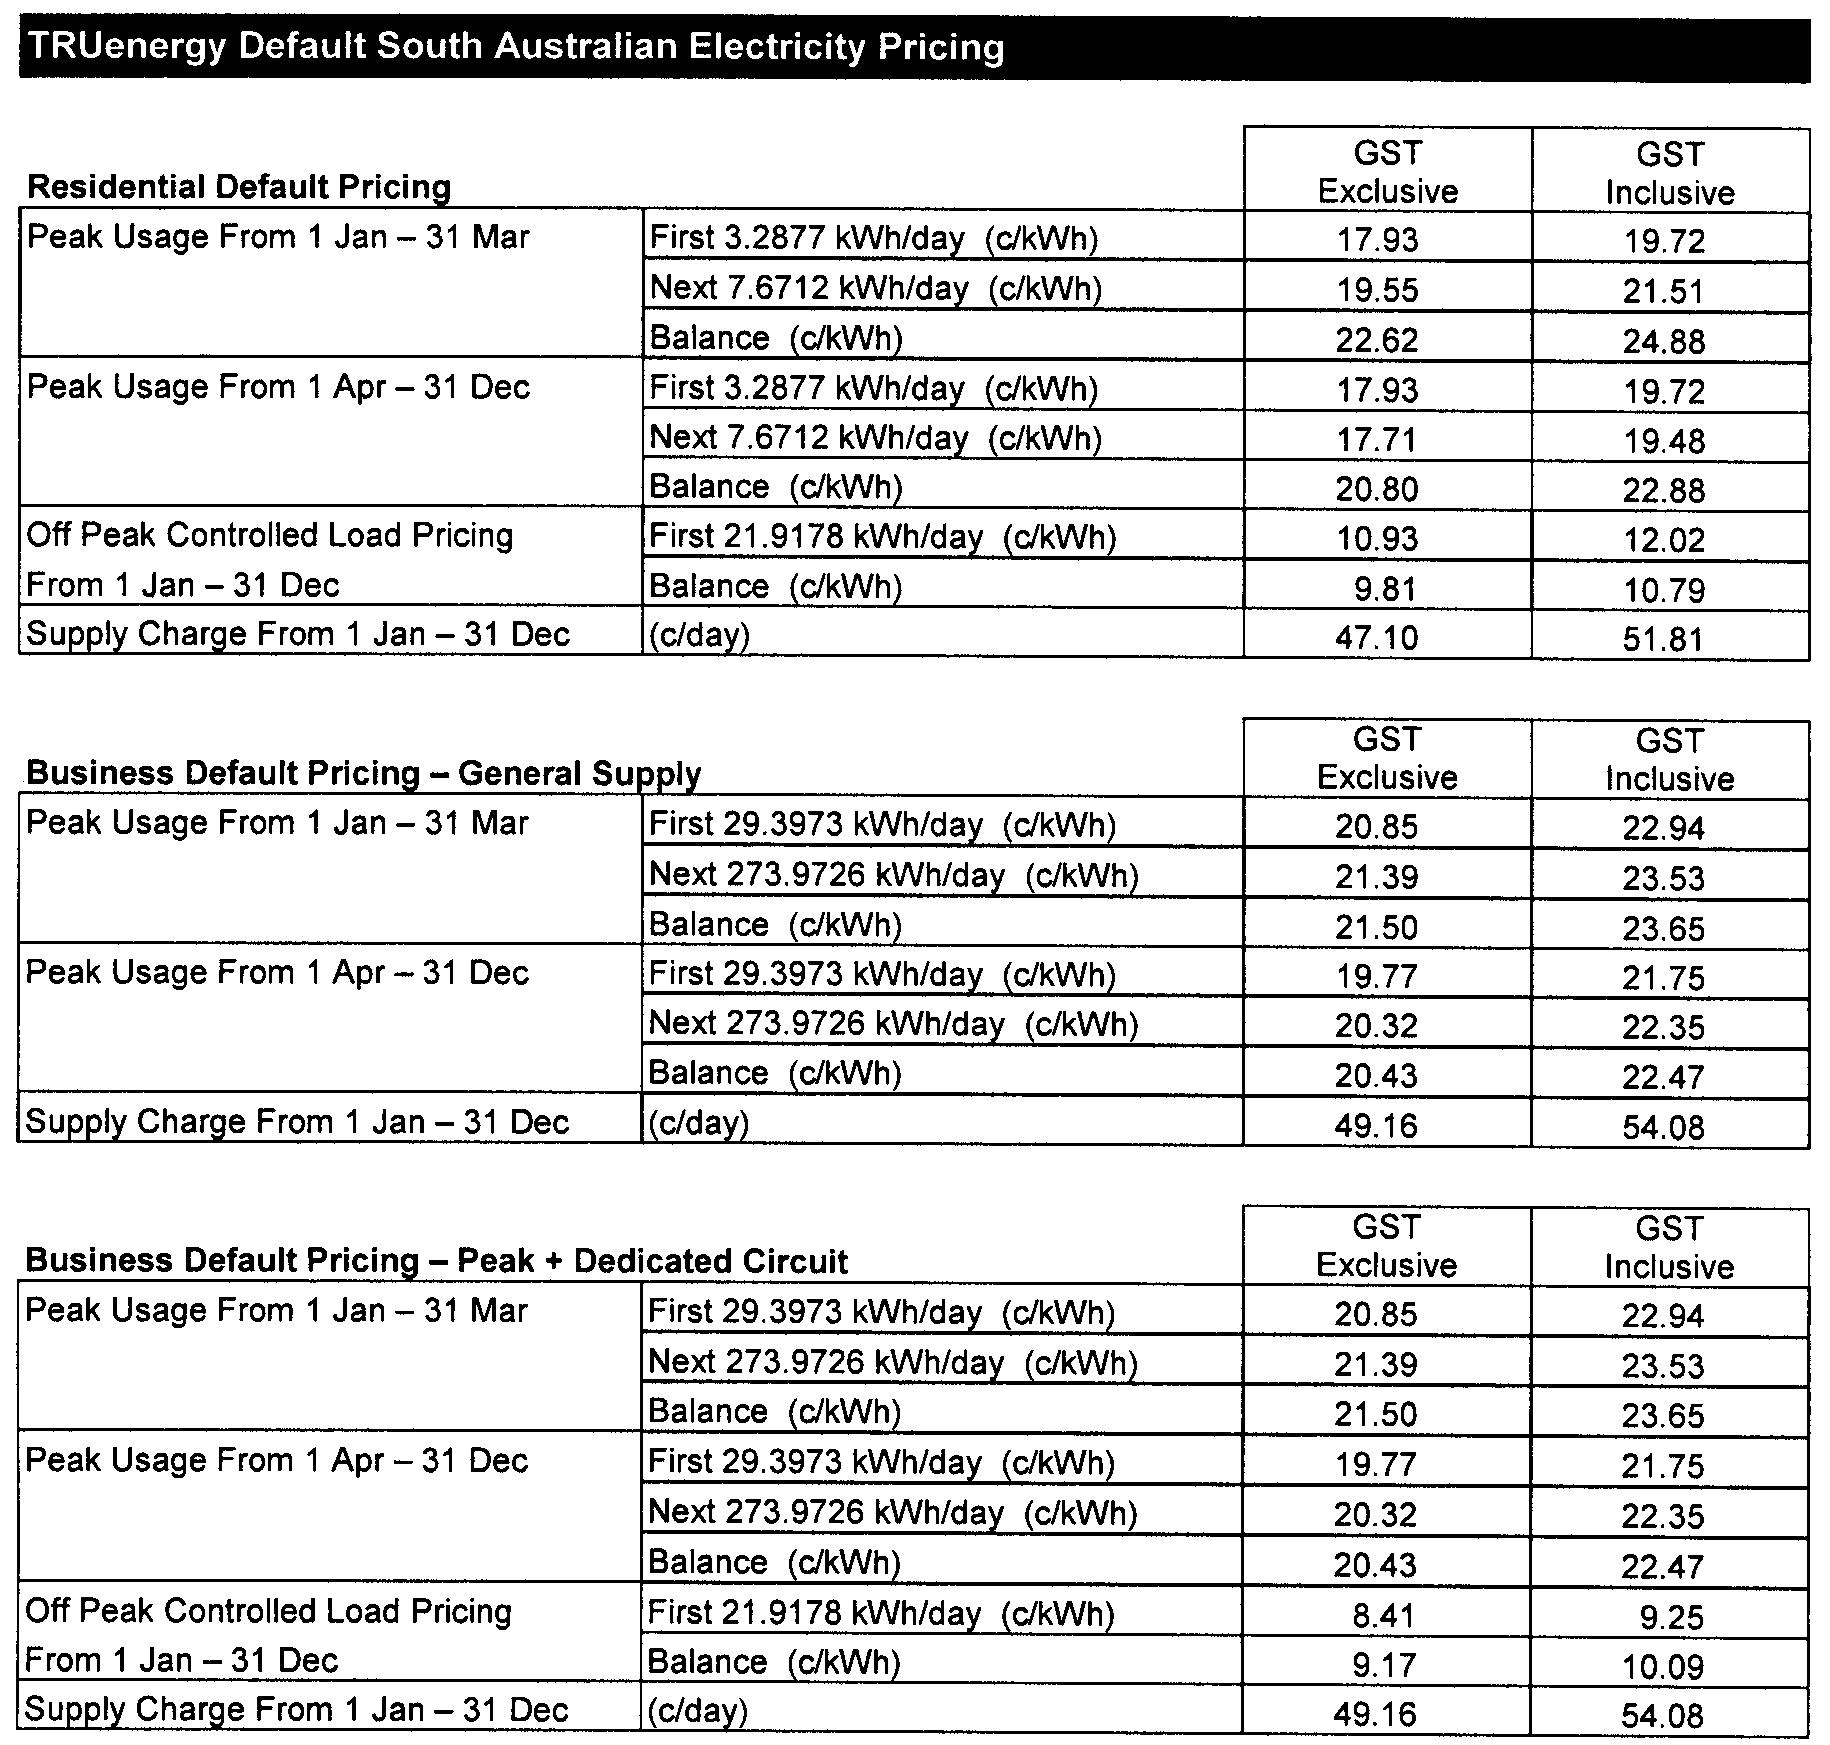 TRUenergy Default South Australian Electricity Pricing
Residential Default Pricing GST Exclusive GST Inclusive
Peak Usage From 1 Jan – 31 Mar First 3.2877 kWh/day (c/kWh) 17.93 19.72
Next 7.6712 kWh/day (c/kWh) 19.55 21.51
Balance (c/kWh) 22.62 24.88
Peak Usage From 1 Apr – 31 Dec First 3.2877 kWh/day (c/kWh) 17.93 19.72
Next 7.6712 kWh/day (c/kWh) 17.71 19.48
Balance (c/kWh) 20.80 22.88
Off Peak Controlled Load Pricing First 21.9178 kWh/day (c/kWh) 10.93 12.02
From 1 Jan – 31 Dec Balance (c/kWh) 9.81 10.79
Supply Charge From 1 Jan – 31 Dec (c/day) 47.10 51.81
Business Default Pricing – General Supply GST Exclusive GST Inclusive
Peak Usage From 1 Jan – 31 Mar First 29.3973 kWh/day (c/kWh) 20.85 22.94
Next 273.9726 kWh/day (c/kWh) 21.39 23.53
Balance (c/kWh) 21.50 23.65
Peak Usage From 1 Apr – 31 Dec First 29.3973 kWh/day (c/kWh) 19.77 21.75
Next 273.9726 kWh/day (c/kWh) 20.32 22.35
Balance (c/kWh) 20.43 22.47
Supply Charge From 1 Jan – 31 Dec (c/day) 49.16 54.08
Business Default Pricing – Peak + Dedicated Circuit GST Exclusive GST Inclusive
Peak Usage From 1 Jan – 31 Mar First 29.3973 kWh/day (c/kWh) 20.85 22.94
Next 273.9726 kWh/day (c/kWh) 21.39 23.53
Balance (c/kWh) 21.50 23.65
Peak Usage From 1 Apr – 31 Dec First 29.3973 kWh/day (c/kWh) 19.77 21.75
Next 273.9726 kWh/day (c/kWh) 20.32 22.35
Balance (c/kWh) 20.43 22.47
Off Peak Controlled Load Pricing First 21.9178 kWh/day (c/kWh) 8.41 9.25
From 1 Jan – 31 Dec Balance (c/kWh) 9.17 10.09
Supply Charge From 1 Jan – 31 Dec (c/day) 49.16 54.08